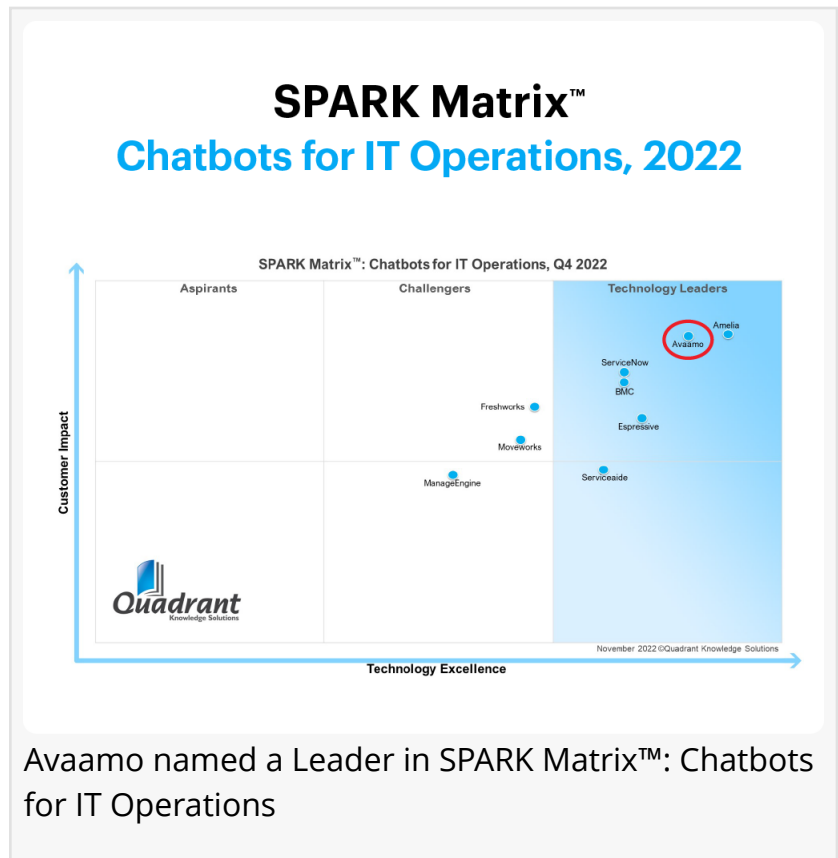 SPARK Matrix™
Chatbots for IT Operations, 2022
SPARK Matrix™: Chatbots for IT Operations, Q4 2022
Aspirants
Challengers
Technology Leaders
Amelia
Avaamo
ServiceNow
BMC
Freshworks
Espressive
Moveworks
Serviceaide
ManageEngine
Customer Impact
Quadrant
Knowledge Solutions
November 2022 ©Quadrant Knowledge Solutions
Technology Excellence
Avaamo named a Leader in SPARK Matrix™: Chatbots
for IT Operations